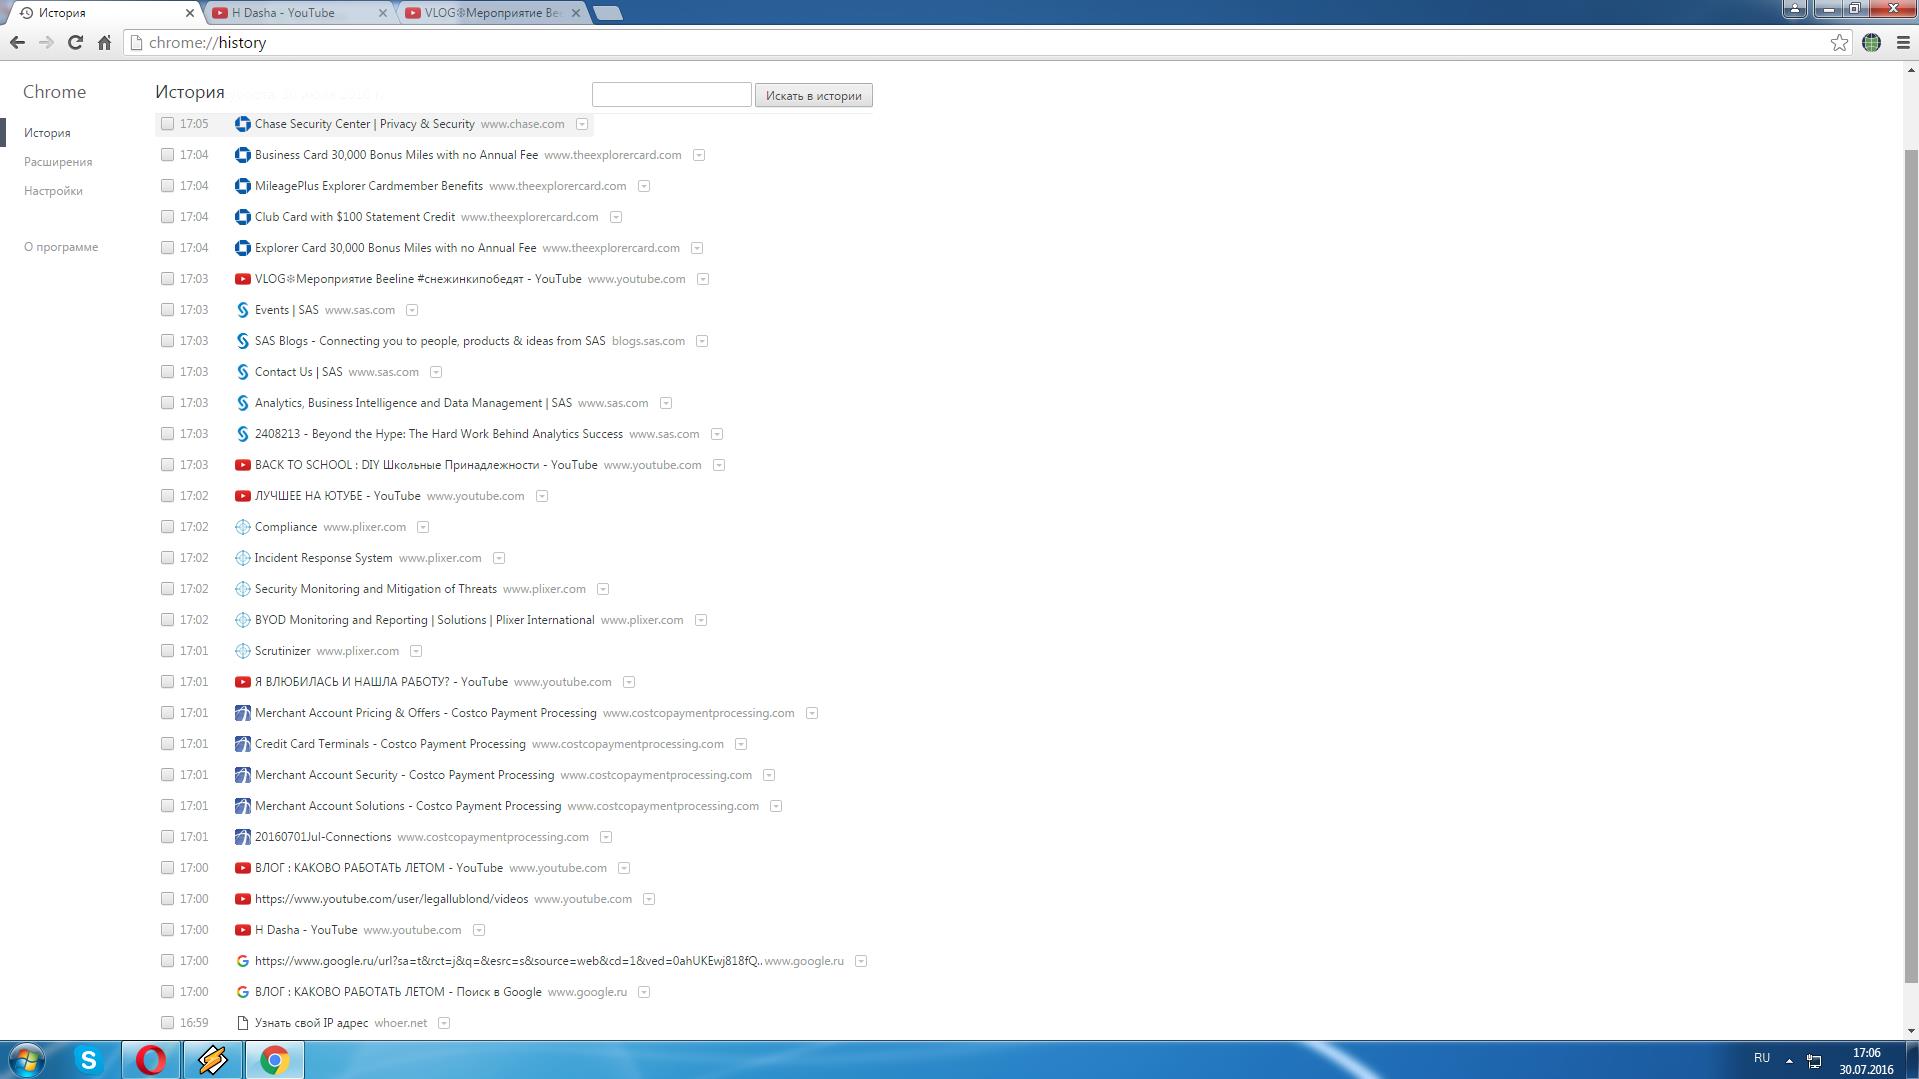 История
H Dasha - YouTube
VLOG❄Мероприятие Bee
chrome://history
Chrome
История
Расширения
Настройки
О программе
История
Искать в истории
17:05 Chase Security Center | Privacy & Security www.chase.com
17:04 Business Card 30,000 Bonus Miles with no Annual Fee www.theexplorercard.com
17:04 MileagePlus Explorer Cardmember Benefits www.theexplorercard.com
17:04 Club Card with $100 Statement Credit www.theexplorercard.com
17:04 Explorer Card 30,000 Bonus Miles with no Annual Fee www.theexplorercard.com
17:03 VLOG❄Мероприятие Beeline #снежинкипобедят - YouTube www.youtube.com
17:03 Events | SAS www.sas.com
17:03 SAS Blogs - Connecting you to people, products & ideas from SAS blogs.sas.com
17:03 Contact Us | SAS www.sas.com
17:03 Analytics, Business Intelligence and Data Management | SAS www.sas.com
17:03 2408213 - Beyond the Hype: The Hard Work Behind Analytics Success www.sas.com
17:03 BACK TO SCHOOL : DIY Школьные Принадлежности - YouTube www.youtube.com
17:02 ЛУЧШЕЕ НА ЮТУБЕ - YouTube www.youtube.com
17:02 Compliance www.plixer.com
17:02 Incident Response System www.plixer.com
17:02 Security Monitoring and Mitigation of Threats www.plixer.com
17:02 BYOD Monitoring and Reporting | Solutions | Plixer International www.plixer.com
17:01 Scrutinizer www.plixer.com
17:01 Я ВЛЮБИЛАСЬ И НАШЛА РАБОТУ? - YouTube www.youtube.com
17:01 Merchant Account Pricing & Offers - Costco Payment Processing www.costcopaymentprocessing.com
17:01 Credit Card Terminals - Costco Payment Processing www.costcopaymentprocessing.com
17:01 Merchant Account Security - Costco Payment Processing www.costcopaymentprocessing.com
17:01 Merchant Account Solutions - Costco Payment Processing www.costcopaymentprocessing.com
17:01 20160701Jul-Connections www.costcopaymentprocessing.com
17:00 ВЛОГ : КАКОВО РАБОТАТЬ ЛЕТОМ - YouTube www.youtube.com
17:00 https://www.youtube.com/user/legallublond/videos www.youtube.com
17:00 H Dasha - YouTube www.youtube.com
17:00 https://www.google.ru/url?sa=t&rct=j&q=&esrc=s&source=web&cd=1&ved=0ahUKEwj818fQ.. www.google.ru
17:00 ВЛОГ : КАКОВО РАБОТАТЬ ЛЕТОМ - Поиск в Google www.google.ru
16:59 Узнать свой IP адрес whoer.net
RU
17:06
30.07.2016